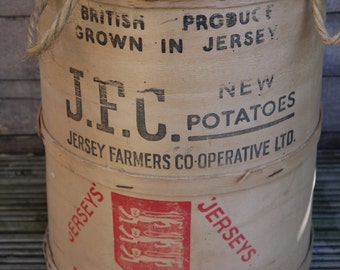 BRITISH PRODUCE
GROWN IN JERSEY
J.F.C. NEW
POTATOES
JERSEY FARMERS CO-OPERATIVE LTD.
'JERSEYS' 'JERSEYS'